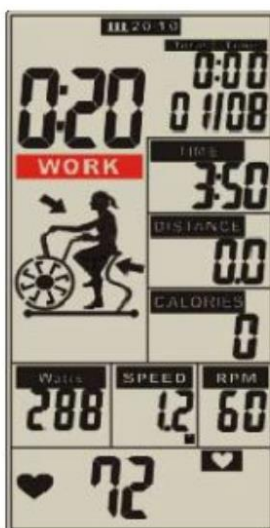 20 10
Total Time
0:20
0:00
01/08
WORK
TIME
3:50
DISTANCE
0.0
CALORIES
0
Watts SPEED RPM
288 1.2 60
72